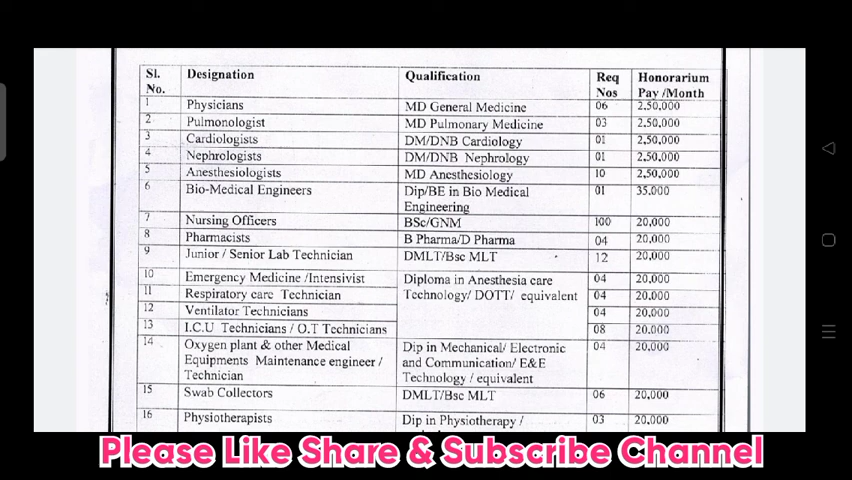 Sl. No. Designation Qualification Req Nos Honorarium Pay /Month
1 Physicians MD General Medicine 06 2,50,000
2 Pulmonologist MD Pulmonary Medicine 03 2,50,000
3 Cardiologists DM/DNB Cardiology 01 2,50,000
4 Nephrologists DM/DNB Nephrology 01 2,50,000
5 Anesthesiologists MD Anesthesiology 10 2,50,000
6 Bio-Medical Engineers Dip/BE in Bio Medical Engineering 01 35,000
7 Nursing Officers BSc/GNM 100 20,000
8 Pharmacists B Pharma/D Pharma 04 20,000
9 Junior / Senior Lab Technician DMLT/Bsc MLT 12 20,000
10 Emergency Medicine /Intensivist Diploma in Anesthesia care 04 20,000
11 Respiratory care Technician Technology/ DOTT/ equivalent 04 20.000
12 Ventilator Technicians 04 20,000
13 I.C.U Technicians / O.T Technicians 08 20,000
14 Oxygen plant & other Medical Dip in Mechanical/ Electronic 04 20,000
Equipments Maintenance engineer / and Communication/ E&E
Technician Technology / equivalent
15 Swab Collectors DMLT/Bsc MLT 06 20,000
16 Physiotherapists Dip in Physiotherapy / 03 20,000
Please Like Share & Subscribe Channel